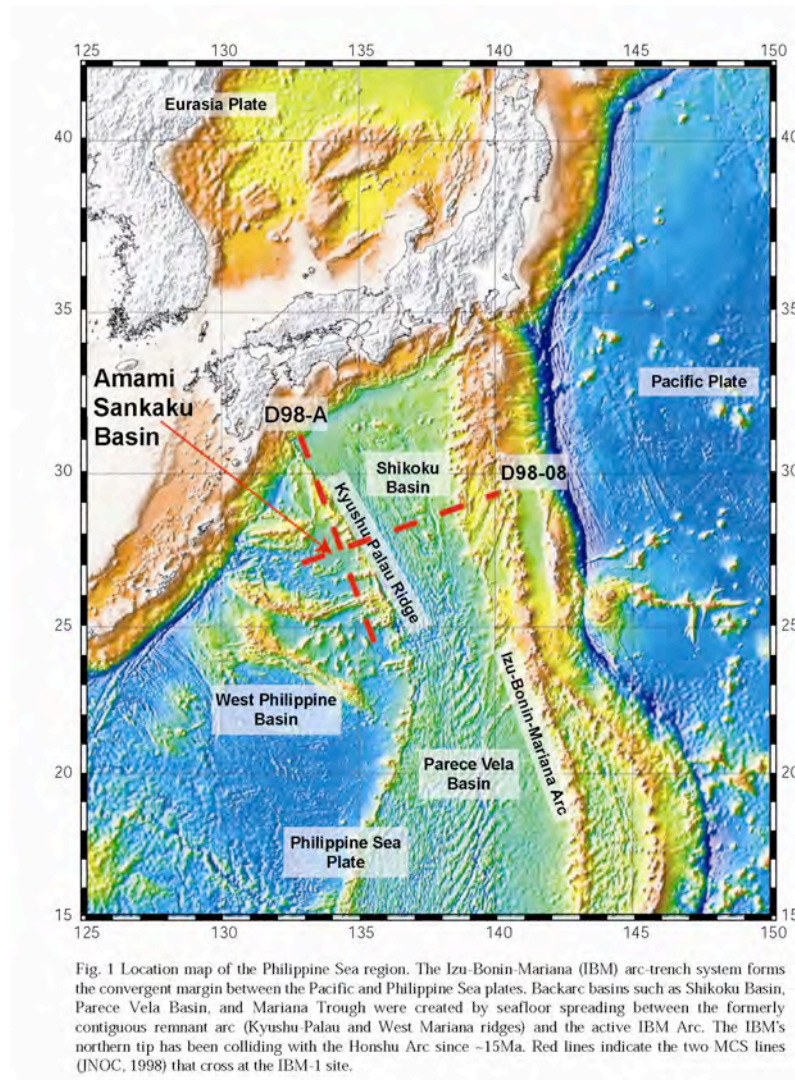 125
130
135
140
145
150
Eurasia Plate
40
35
Pacific Plate
Amami
Sankaku
Basin
D98-A
Shikoku
Basin
D98-08
30
Kyushu Palau Ridge
25
West Philippine
Basin
Izu-Bonin-Mariana Arc
20
Parece Vela
Basin
Philippine Sea
Plate
15
15
125
130
135
140
145
150
Fig. 1 Location map of the Philippine Sea region. The Izu-Bonin-Mariana (IBM) arc-trench system forms
the convergent margin between the Pacific and Philippine Sea plates. Backarc basins such as Shikoku Basin,
Parece Vela Basin, and Mariana Trough were created by seafloor spreading between the formerly
contiguous remnant arc (Kyushu-Palau and West Mariana ridges) and the active IBM Arc. The IBM's
northern tip has been colliding with the Honshu Arc since ~15Ma. Red lines indicate the two MCS lines
(JNOC, 1998) that cross at the IBM-1 site.